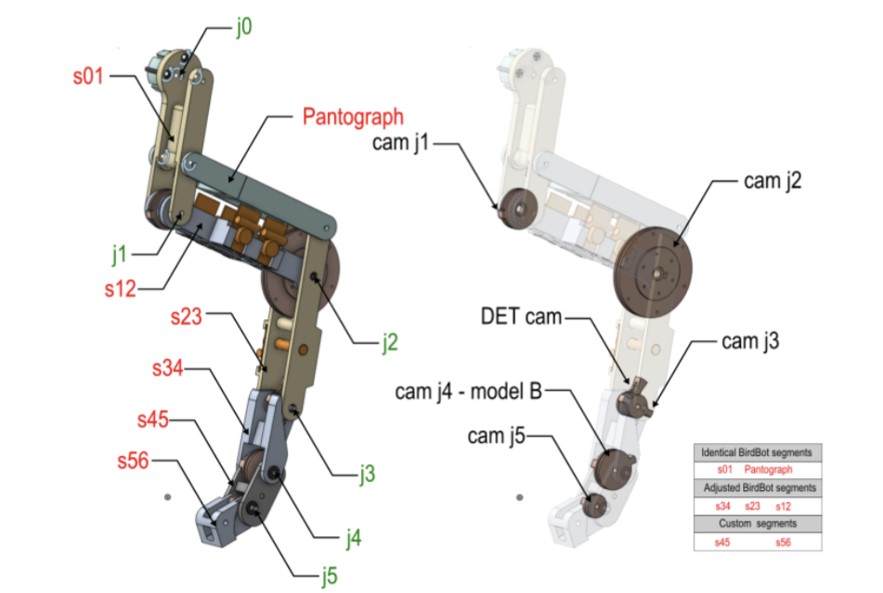 j0
s01
Pantograph
j1
s12
s23
j2
s34
s45
s56
j3
j4
j5
cam j1
cam j2
DET cam
cam j3
cam j4 - model B
cam j5
Identical BirdBot segments
s01 Pantograph
Adjusted BirdBot segments
s34 s23 s12
Custom segments
s45 s56